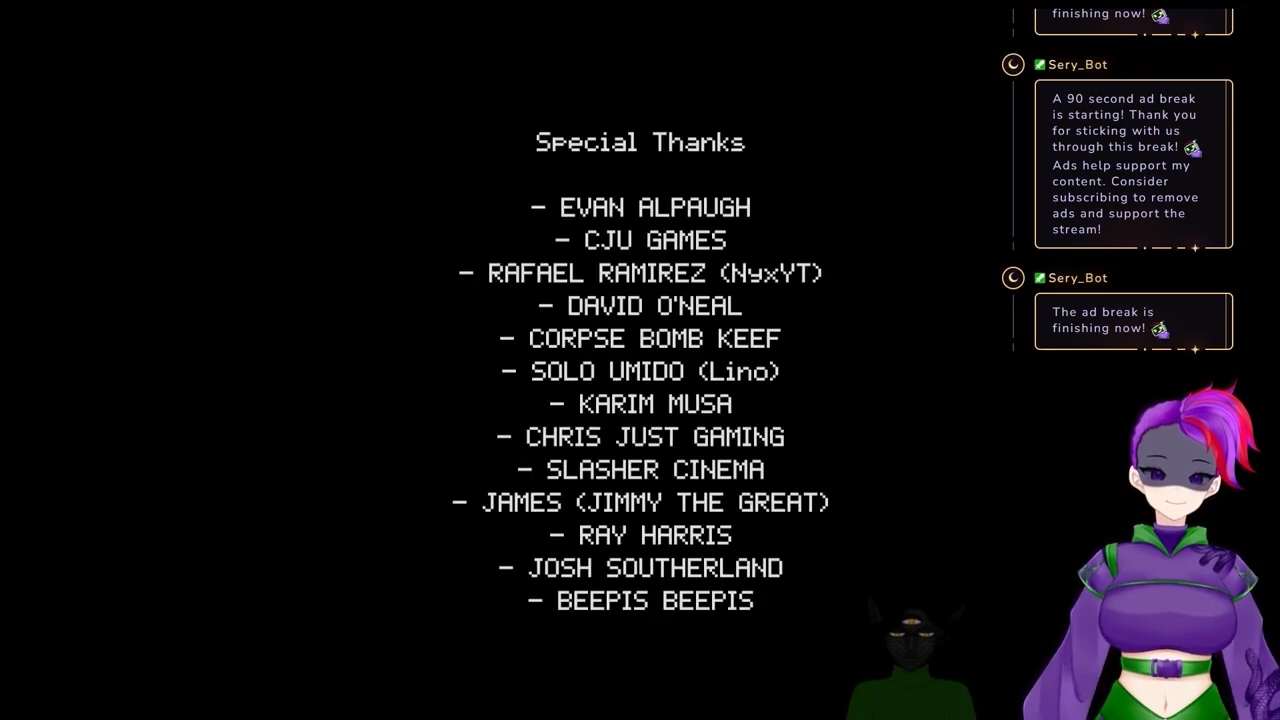 Special Thanks
- EVAN ALPAUGH
- CJU GAMES
- RAFAEL RAMIREZ (NyxYT)
- DAVID O'NEAL
- CORPSE BOMB KEEF
- SOLO UMIDO (Lino)
- KARIM MUSA
- CHRIS JUST GAMING
- SLASHER CINEMA
- JAMES (JIMMY THE GREAT)
- RAY HARRIS
- JOSH SOUTHERLAND
- BEEPIS BEEPIS
finishing now!
Sery_Bot
A 90 second ad break
is starting! Thank you
for sticking with us
through this break!
Ads help support my
content. Consider
subscribing to remove
ads and support the
stream!
Sery_Bot
The ad break is
finishing now!